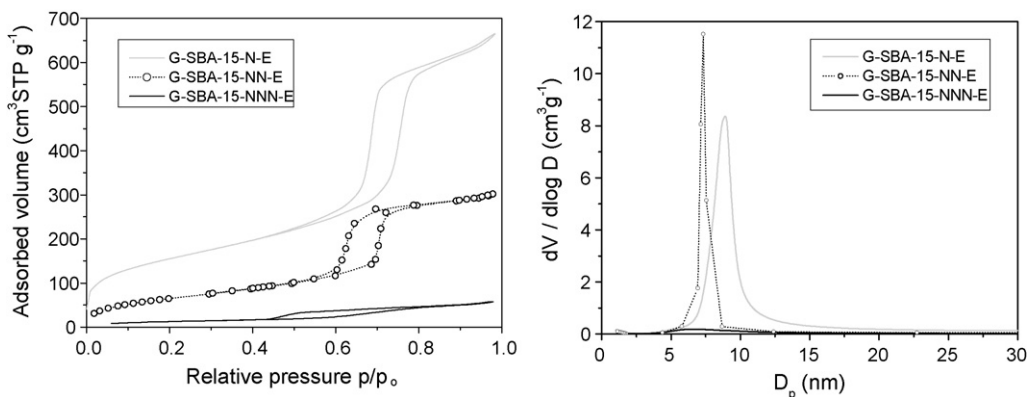 700
600
500
400
300
200
100
0
Adsorbed volume (cm³STP g⁻¹)
G-SBA-15-N-E
G-SBA-15-NN-E
G-SBA-15-NNN-E
0.0 0.2 0.4 0.6 0.8 1.0
Relative pressure p/pₒ
12
10
8
6
4
2
0
dV / dlog D (cm³g⁻¹)
G-SBA-15-N-E
G-SBA-15-NN-E
G-SBA-15-NNN-E
0 5 10 15 20 25 30
Dₚ (nm)